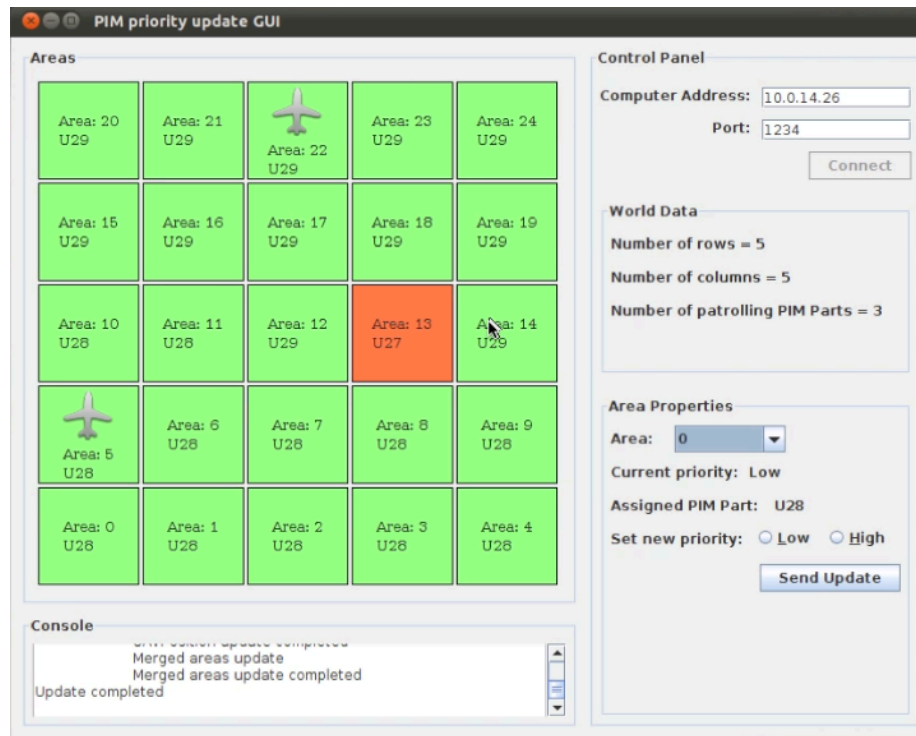 PIM priority update GUI
Areas
Area: 20
U29
Area: 21
U29
Area: 22
U29
Area: 23
U29
Area: 24
U29
Area: 15
U29
Area: 16
U29
Area: 17
U29
Area: 18
U29
Area: 19
U29
Area: 10
U28
Area: 11
U28
Area: 12
U29
Area: 13
U27
Area: 14
U29
Area: 5
U28
Area: 6
U28
Area: 7
U28
Area: 8
U28
Area: 9
U28
Area: 0
U28
Area: 1
U28
Area: 2
U28
Area: 3
U28
Area: 4
U28
Console
update completed
Merged areas update
Merged areas update completed
Update completed
Control Panel
Computer Address: 10.0.14.26
Port: 1234
Connect
World Data
Number of rows = 5
Number of columns = 5
Number of patrolling PIM Parts = 3
Area Properties
Area: 0
Current priority: Low
Assigned PIM Part: U28
Set new priority: Low High
Send Update